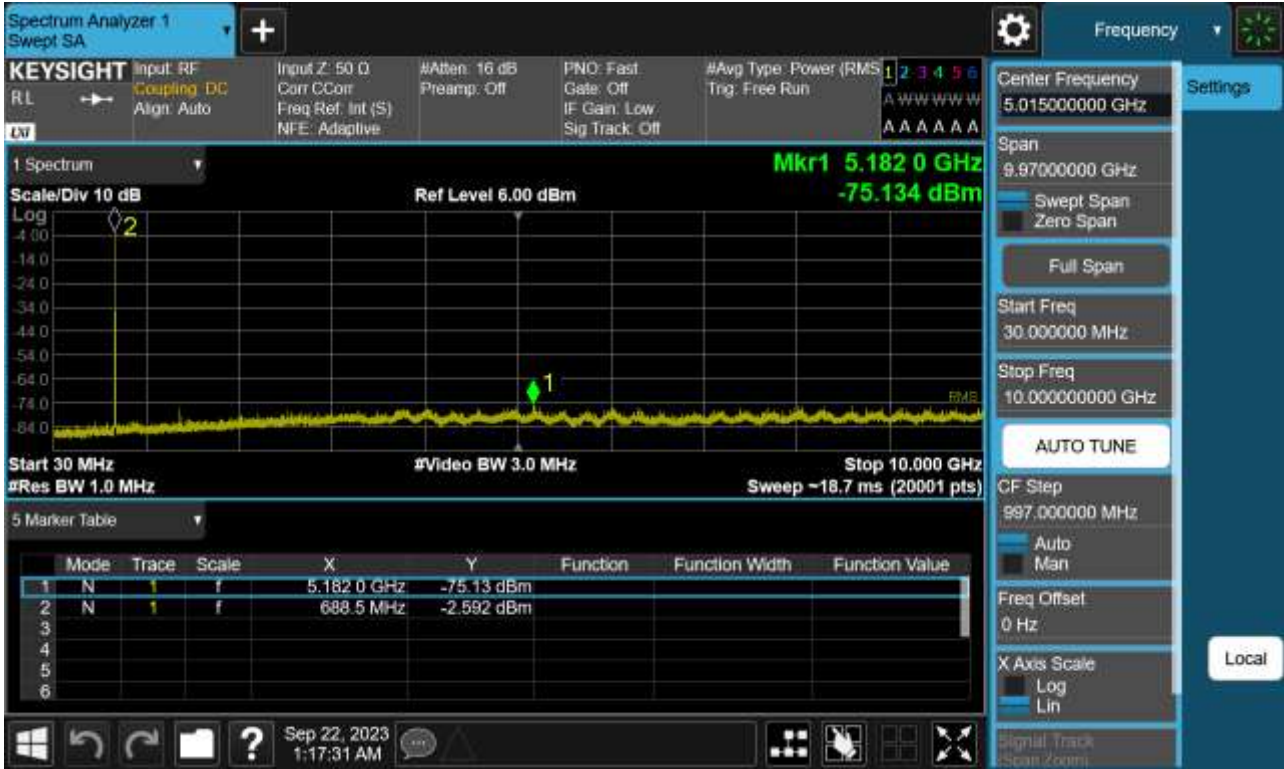 Spectrum Analyzer 1
Swept SA
+
Frequency
KEYSIGHT
RL
LXI
Input: RF
Coupling: DC
Align: Auto
Input Z: 50 Ω
Corr CCorr
Freq Ref: Int (S)
NFE: Adaptive
#Atten: 16 dB
Preamp: Off
PNO: Fast
Gate: Off
IF Gain: Low
Sig Track: Off
#Avg Type: Power (RMS
Trig: Free Run
1 2 3 4 5 6
A W W W W W
A A A A A A
1 Spectrum
Mkr1 5.182 0 GHz
-75.134 dBm
Scale/Div 10 dB
Ref Level 6.00 dBm
Log
-4.00
-14.0
-24.0
-34.0
-44.0
-54.0
-64.0
-74.0
-84.0
2
1
RMS
Start 30 MHz
#Video BW 3.0 MHz
Stop 10.000 GHz
#Res BW 1.0 MHz
Sweep ~18.7 ms (20001 pts)
5 Marker Table
Mode Trace Scale X Y Function Function Width Function Value
1 N 1 f 5.182 0 GHz -75.13 dBm
2 N 1 f 688.5 MHz -2.592 dBm
3
4
5
6
?
Sep 22, 2023
1:17:31 AM
Center Frequency
5.015000000 GHz
Span
9.97000000 GHz
Swept Span
Zero Span
Full Span
Start Freq
30.000000 MHz
Stop Freq
10.000000000 GHz
AUTO TUNE
CF Step
997.000000 MHz
Auto
Man
Freq Offset
0 Hz
X Axis Scale
Log
Lin
Signal Track
(Span Zoom)
Settings
Local